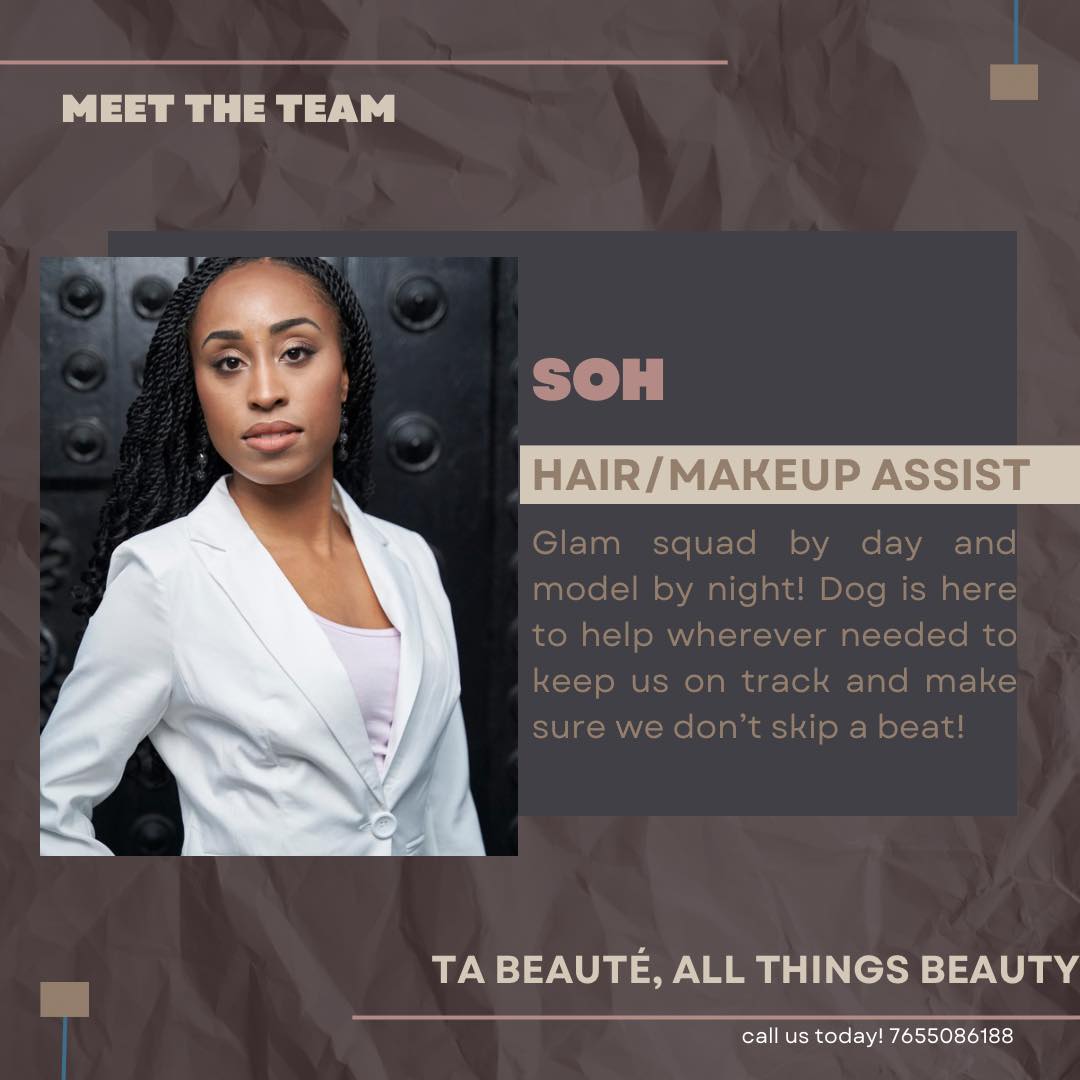 MEET THE TEAM
SOH
HAIR/MAKEUP ASSIST
Glam squad by day and
model by night! Dog is here
to help wherever needed to
keep us on track and make
sure we don’t skip a beat!
TA BEAUTÉ, ALL THINGS BEAUTY
call us today! 7655086188